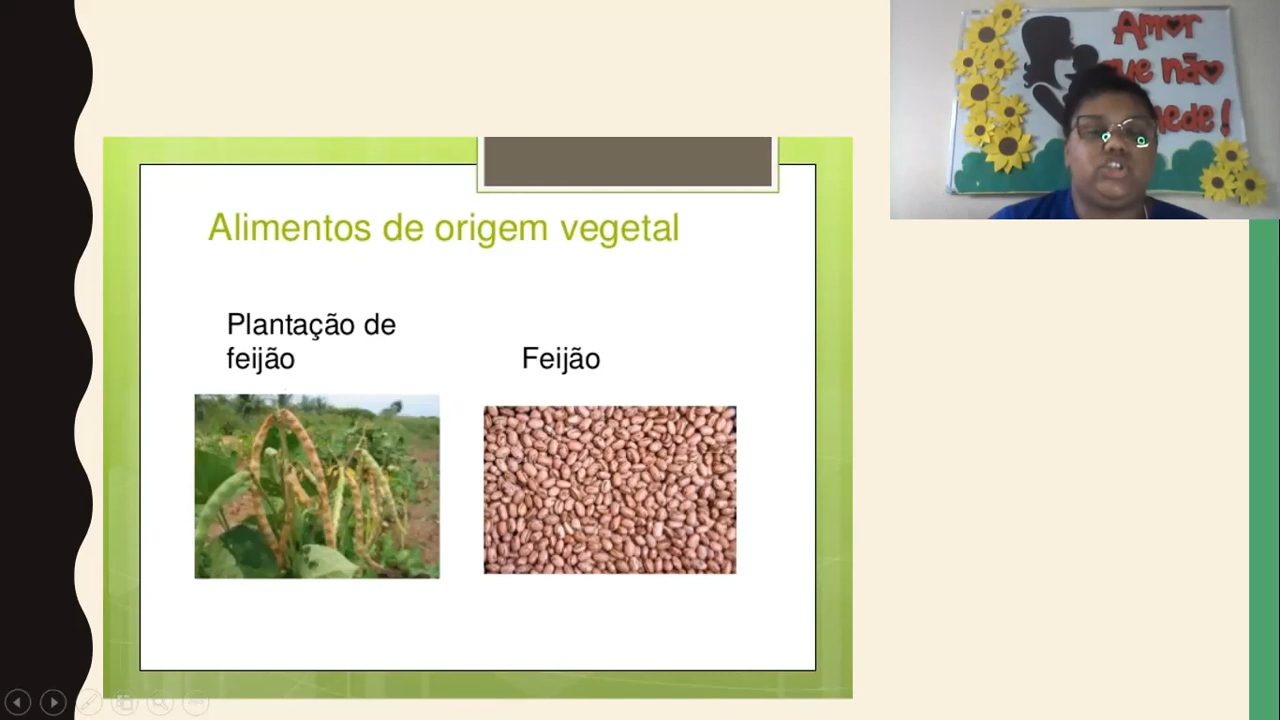 Alimentos de origem vegetal
Plantação de
feijão
Feijão
Amor
que não
mede!